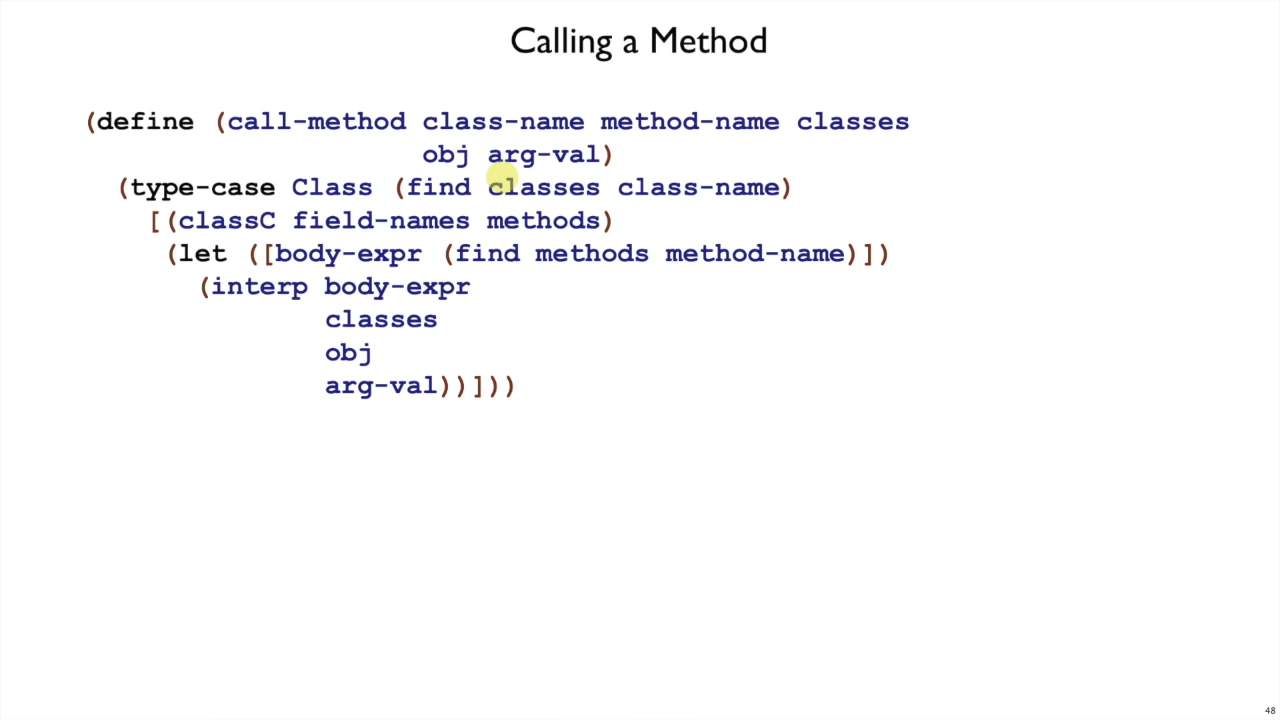 Calling a Method
(define (call-method class-name method-name classes
obj arg-val)
(type-case Class (find classes class-name)
[(classC field-names methods)
(let ([body-expr (find methods method-name)])
(interp body-expr
classes
obj
arg-val))]))
48